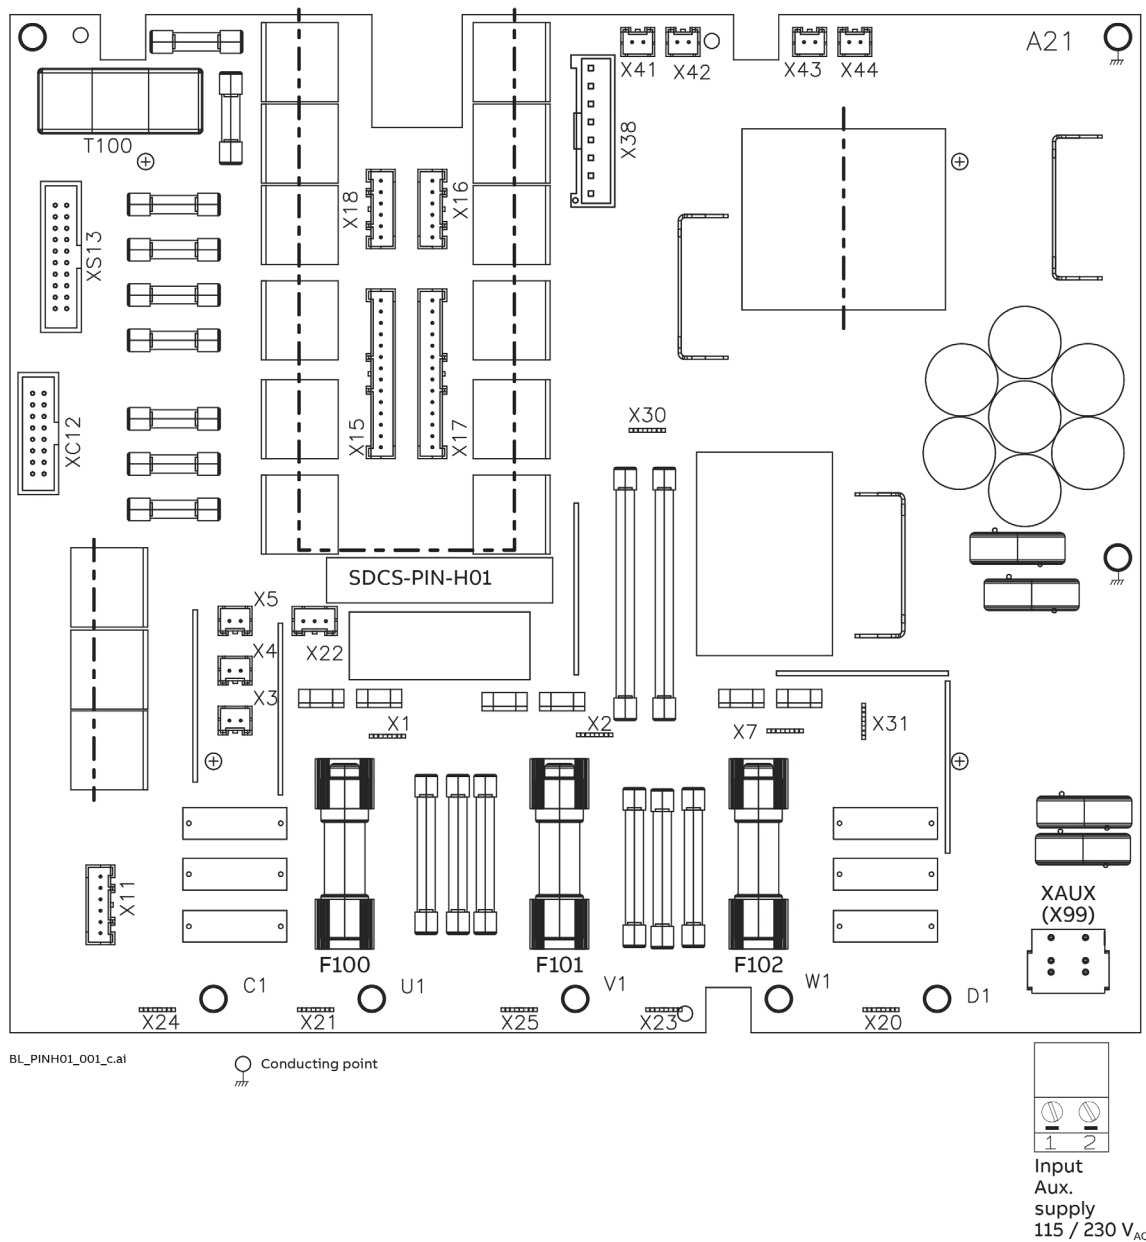 X41
X42
X43
X44
A21
T100
X38
X18
X16
XS13
X15
X17
XC12
X30
SDCS-PIN-H01
X5
X4
X3
X22
X1
X2
X7
X31
X11
XAUX
(X99)
F100
F101
F102
C1
U1
V1
W1
D1
X24
X21
X25
X23
X20
BL_PINH01_001_c.ai
Conducting point
1 2
Input
Aux.
supply
115 / 230 VAC